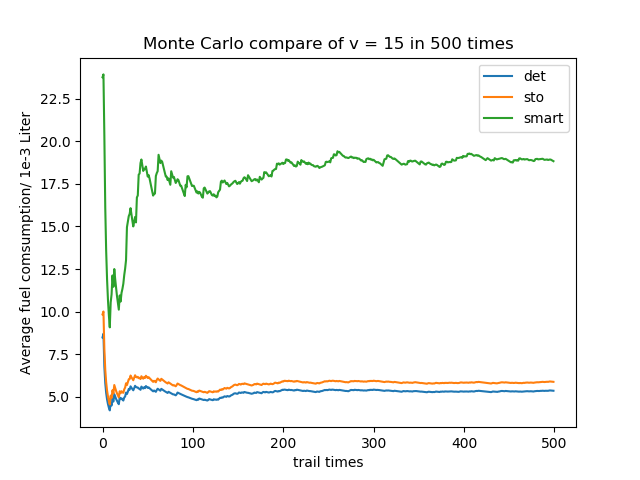 Monte Carlo compare of v = 15 in 500 times
det
sto
smart
Average fuel comsumption/ 1e-3 Liter
22.5
20.0
17.5
15.0
12.5
10.0
7.5
5.0
0
100
200
300
400
500
trail times